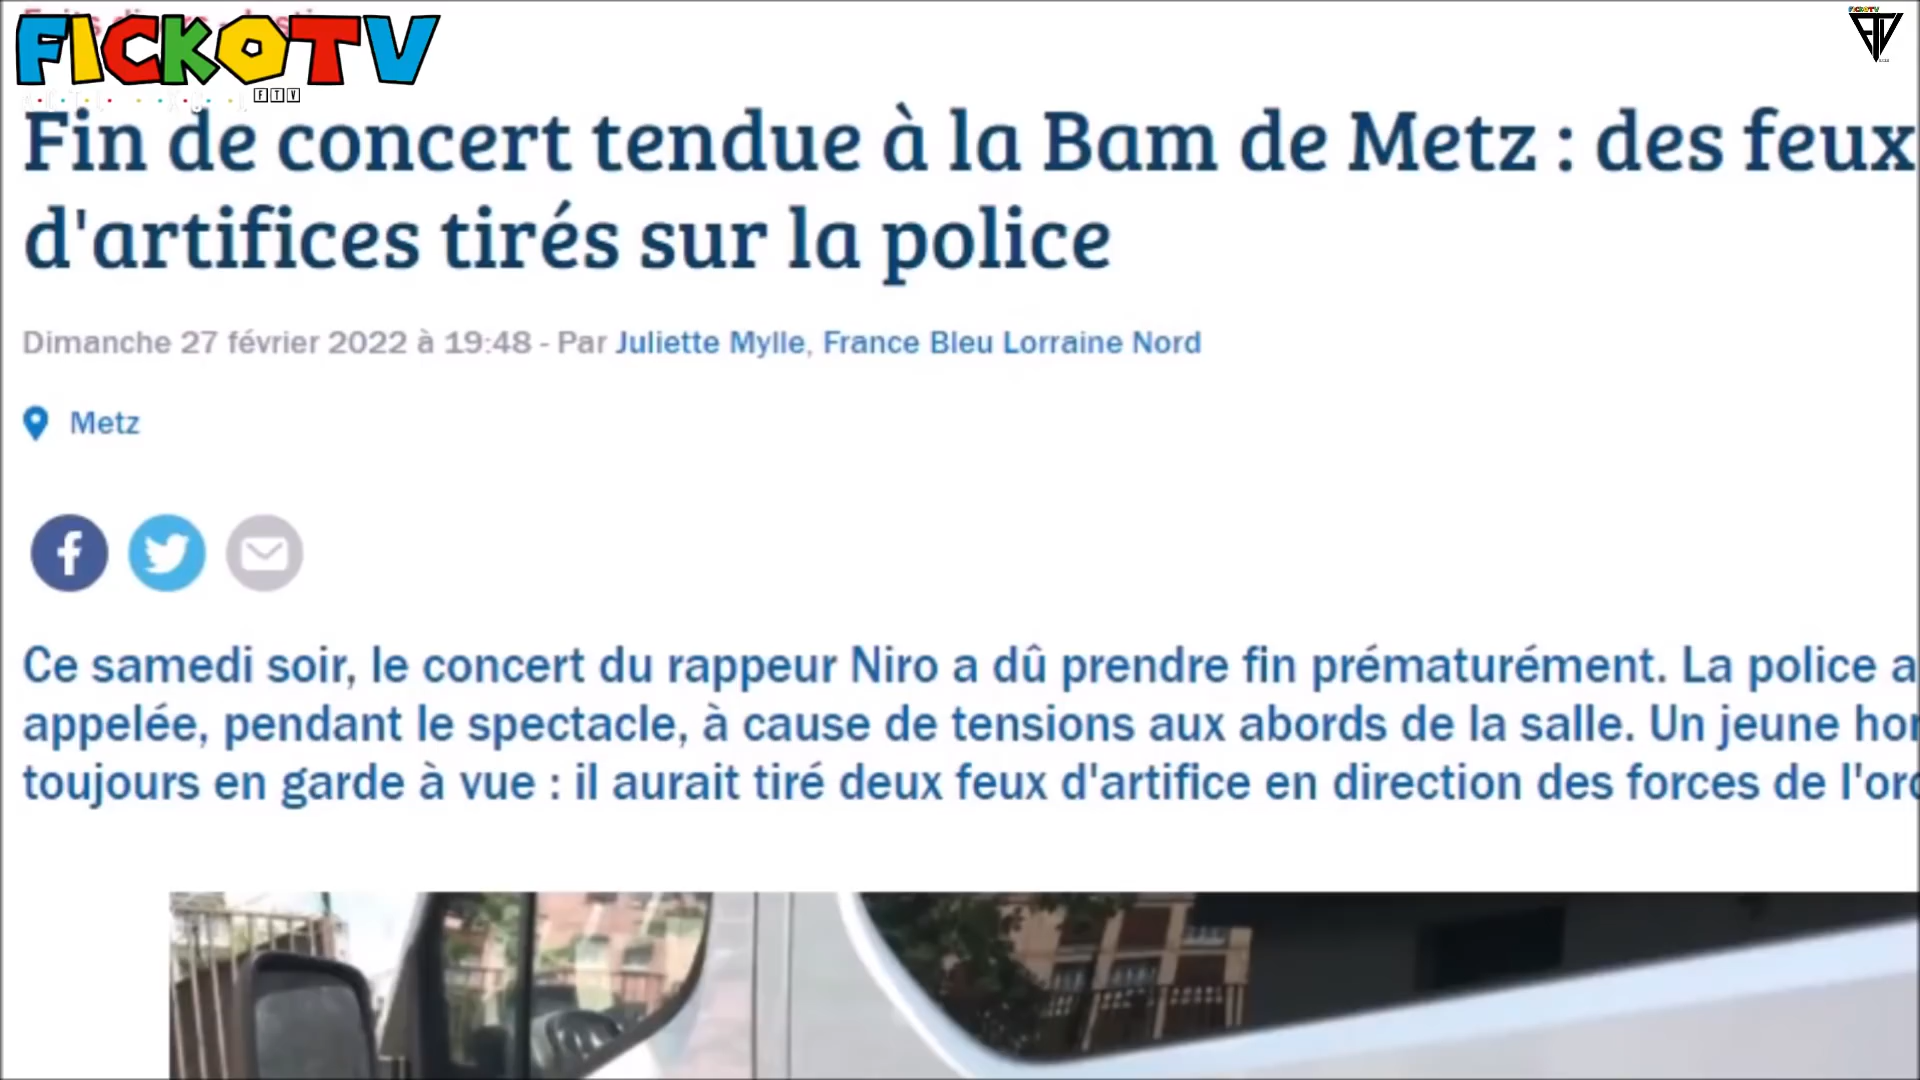 FICKOTV
FTV
FTV
Fin de concert tendue à la Bam de Metz : des feux
d'artifices tirés sur la police
Dimanche 27 février 2022 à 19:48 - Par Juliette Mylle, France Bleu Lorraine Nord
Metz
Ce samedi soir, le concert du rappeur Niro a dû prendre fin prématurément. La police a
appelée, pendant le spectacle, à cause de tensions aux abords de la salle. Un jeune
toujours en garde à vue : il aurait tiré deux feux d'artifice en direction des forces de